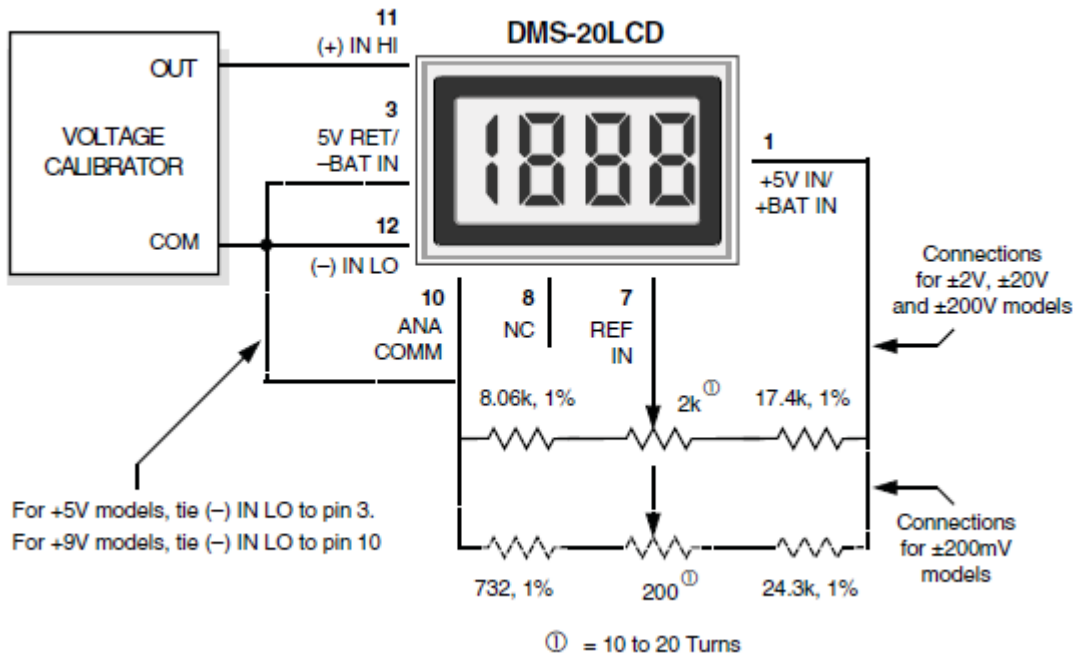 11
(+) IN HI
DMS-20LCD
OUT
VOLTAGE
CALIBRATOR
COM
3
5V RET/
–BAT IN
12
(–) IN LO
1888
1
+5V IN/
+BAT IN
10
ANA
COMM
8
NC
7
REF
IN
Connections
for ±2V, ±20V
and ±200V models
8.06k, 1%
2k ①
17.4k, 1%
For +5V models, tie (–) IN LO to pin 3.
For +9V models, tie (–) IN LO to pin 10
732, 1%
200 ①
24.3k, 1%
Connections
for ±200mV
models
① = 10 to 20 Turns